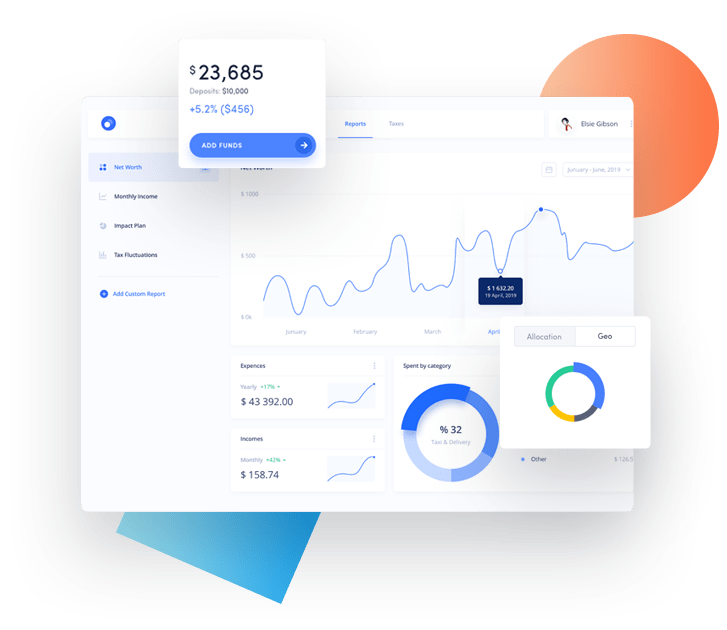 $ 23,685
Deposits: $10,000
+5.2% ($456)
ADD FUNDS
Reports
Taxes
Elsie Gibson
Net Worth
Monthly Income
Impact Plan
Tax Fluctuations
Add Custom Report
Net Worth
Junuary - June, 2019
$ 1000
$ 500
$ 0k
$ 1 632.20
19 April, 2019
Junuary
February
March
April
Allocation
Geo
Expences
Yearly +17%
$ 43 392.00
Incomes
Monthly +42%
$ 158.74
Spent by category
% 32
Taxi & Delivery
Other
$ 126.5